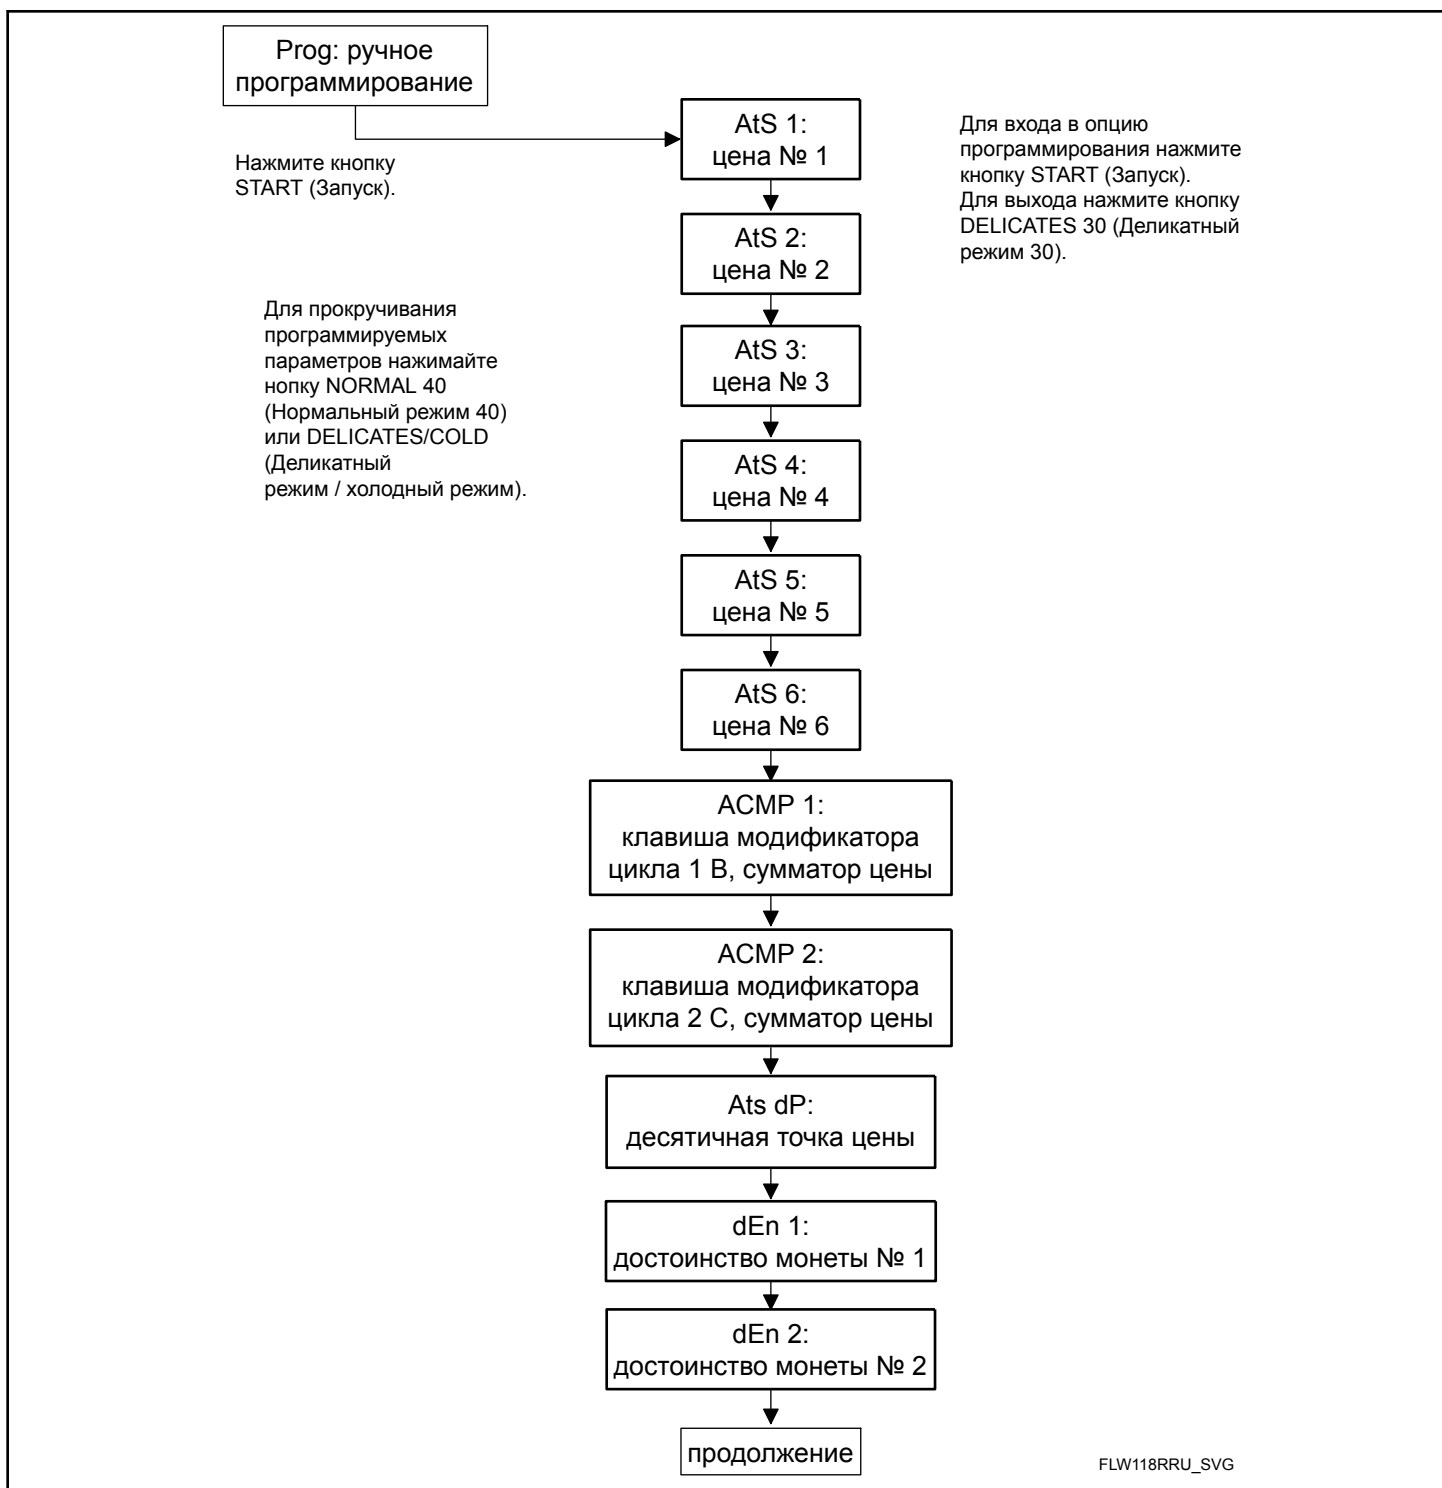 Prog: ручное
программирование
Нажмите кнопку
START (Запуск).
AtS 1:
цена № 1
Для входа в опцию
программирования нажмите
кнопку START (Запуск).
Для выхода нажмите кнопку
DELICATES 30 (Деликатный
режим 30).
AtS 2:
цена № 2
Для прокручивания
программируемых
параметров нажимайте
нопку NORMAL 40
(Нормальный режим 40)
или DELICATES/COLD
(Деликатный
режим / холодный режим).
AtS 3:
цена № 3
AtS 4:
цена № 4
AtS 5:
цена № 5
AtS 6:
цена № 6
ACMP 1:
клавиша модификатора
цикла 1 B, сумматор цены
ACMP 2:
клавиша модификатора
цикла 2 C, сумматор цены
Ats dP:
десятичная точка цены
dEn 1:
достоинство монеты № 1
dEn 2:
достоинство монеты № 2
продолжение
FLW118RRU_SVG